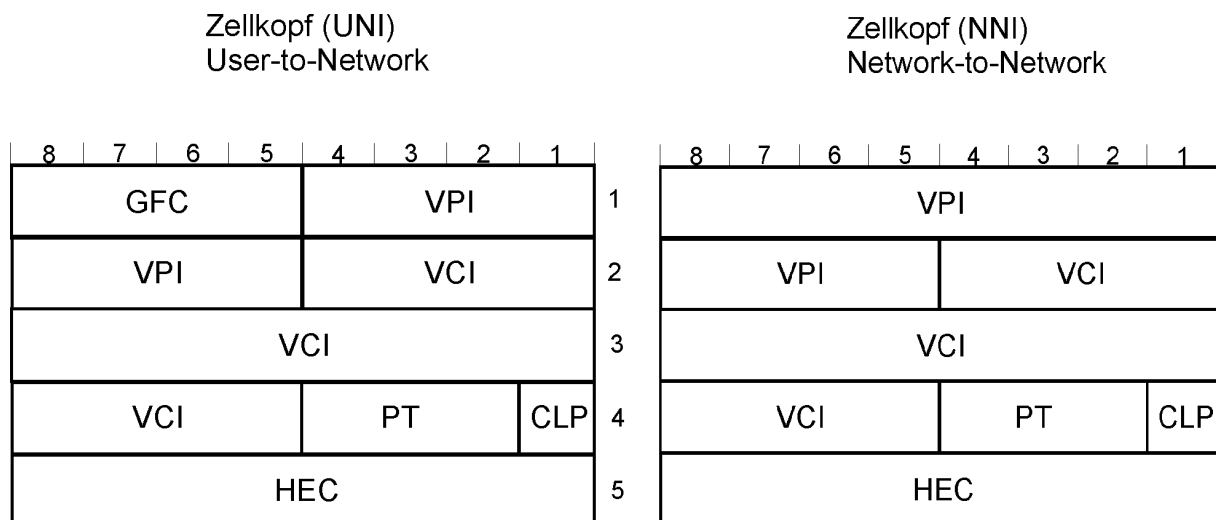 Zellkopf (UNI)
User-to-Network
8 7 6 5 4 3 2 1
GFC VPI 1
VPI VCI 2
VCI 3
VCI PT CLP 4
HEC 5
Zellkopf (NNI)
Network-to-Network
8 7 6 5 4 3 2 1
VPI
VPI VCI
VCI
VCI PT CLP
HEC